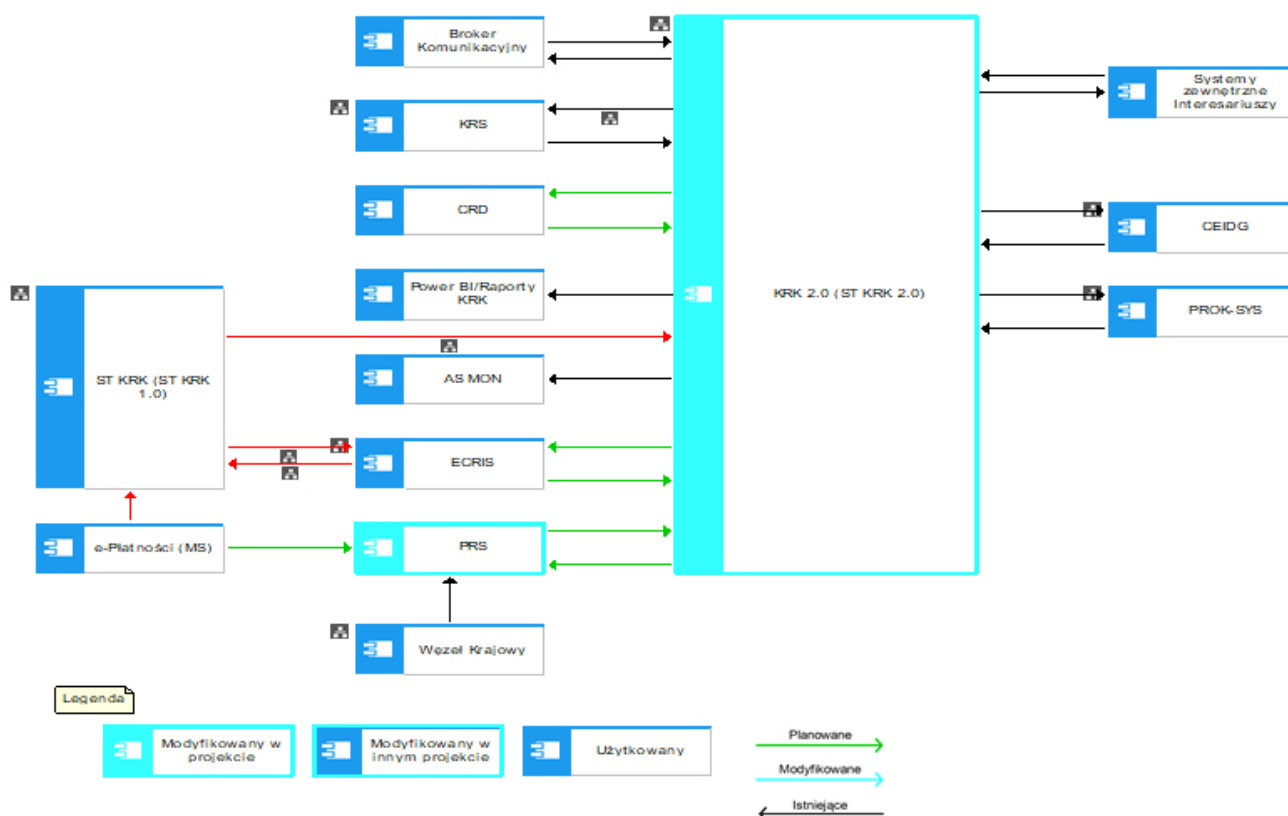 Broker
Komunikacyjny
KRS
CRD
Power BI/Raporty
KRK
AS MON
ECRIS
PRS
Węzeł Krajowy
ST KRK (ST KRK
1.0)
e-Płatności (MS)
KRK 2.0 (ST KRK 2.0)
Systemy
zewnętrzne
Interesariuszy
CEIDG
PROK-SYS
Legenda
Modyfikowany w
projekcie
Modyfikowany w
innym projekcie
Użytkowany
Planowane
Modyfikowane
Istniejące